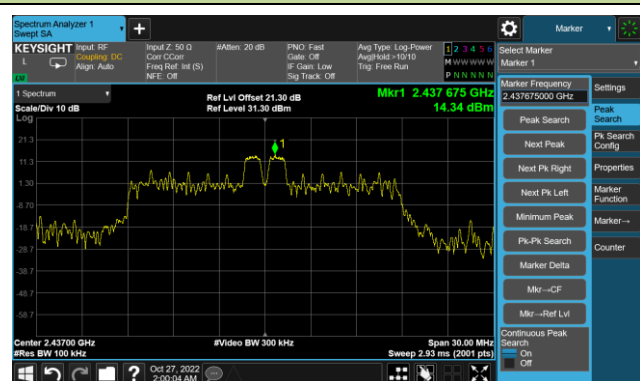 Spectrum Analyzer 1
Swept SA
Marker
KEYSIGHT
L
LW
Input: RF
Coupling: DC
Align: Auto
Input Z: 50 Ω
Corr CCorr
Freq Ref: Int (S)
NFE: Off
#Atten: 20 dB
PNO: Fast
Gate: Off
IF Gain: Low
Sig Track: Off
Avg Type: Log-Power
Avg|Hold >10/10
Trig: Free Run
1 2 3 4 5 6
M W W W W W
P N N N N N
Select Marker
Marker 1
1 Spectrum
Scale/Div 10 dB
Log
Ref Lvl Offset 21.30 dB
Ref Level 31.30 dBm
Mkr1 2.437 675 GHz
14.34 dBm
1
21.3
11.3
1.30
-8.70
-18.7
-28.7
-38.7
-48.7
-58.7
Center 2.43700 GHz
#Res BW 100 kHz
#Video BW 300 kHz
Span 30.00 MHz
Sweep 2.93 ms (2001 pts)
Marker Frequency
2.437675000 GHz
Peak Search
Next Peak
Next Pk Right
Next Pk Left
Minimum Peak
Pk-Pk Search
Marker Delta
Mkr→CF
Mkr→Ref Lvl
Continuous Peak
Search
On
Off
Settings
Peak
Search
Pk Search
Config
Properties
Marker
Function
Marker→
Counter
?
Oct 27, 2022
2:00:04 AM